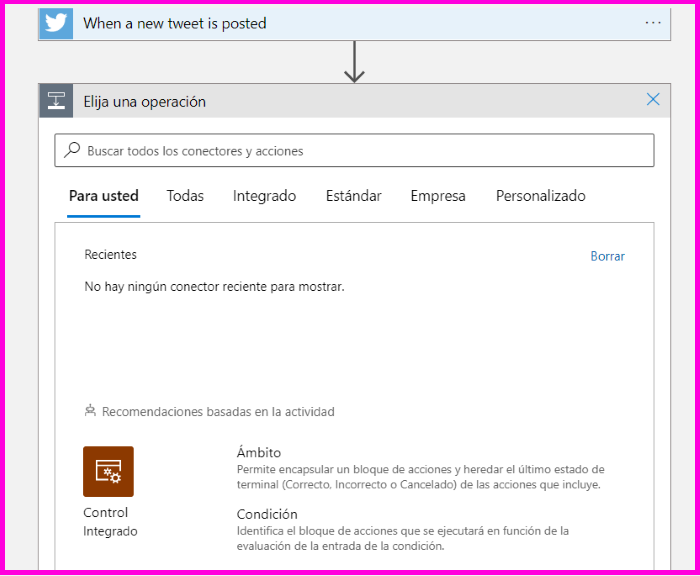 When a new tweet is posted
Elija una operación
Buscar todos los conectores y acciones
Para usted Todas Integrado Estándar Empresa Personalizado
Recientes Borrar
No hay ningún conector reciente para mostrar.
Recomendaciones basadas en la actividad
Control
Integrado
Ámbito
Permite encapsular un bloque de acciones y heredar el último estado de
terminal (Correcto, Incorrecto o Cancelado) de las acciones que incluye.
Condición
Identifica el bloque de acciones que se ejecutará en función de la
evaluación de la entrada de la condición.